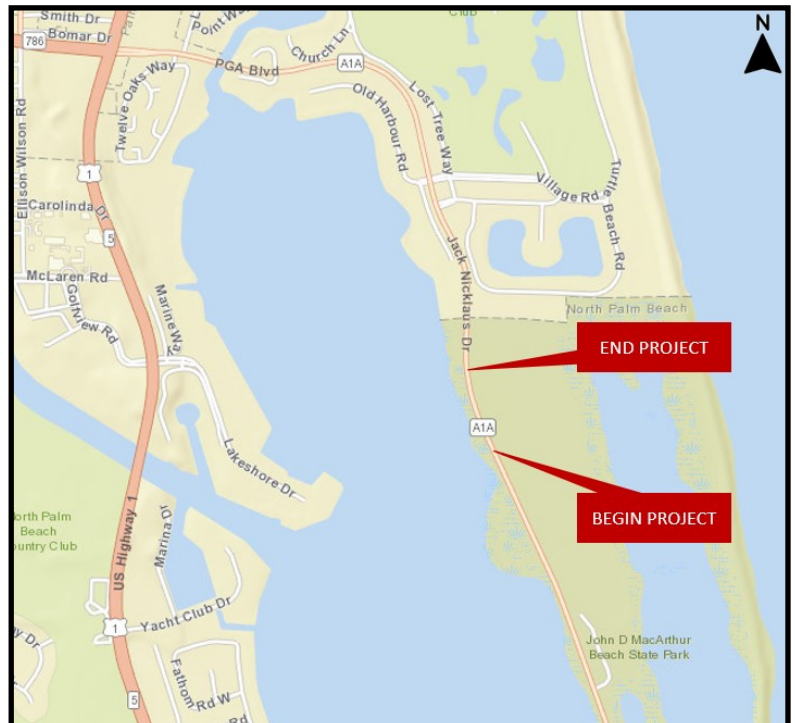 Smith Dr
Bomar Dr
786
Point Way
Church Ln
N
Club
PGA Blvd
A1A
Twelve Oaks Way
Old Harbour Rd
Lost Tree Way
Ellison Wilson Rd
1
Village Rd
Turtle Beach Rd
Carolinda Dr
5
Jack Nicklaus Dr
McLaren Rd
Golfview Rd
Marine Way
North Palm Beach
END PROJECT
A1A
Lakeshore Dr
BEGIN PROJECT
orth Palm
Beach
ountry Club
US Highway 1
Marina Dr
1
Yacht Club Dr
John D MacArthur
Beach State Park
Fathom
Rd W
5
Rd